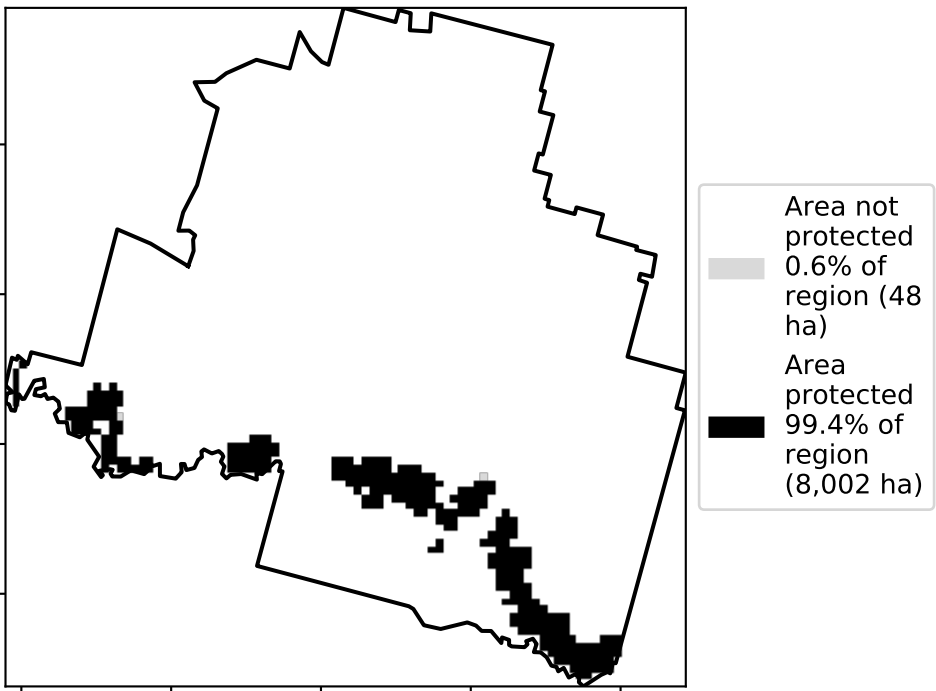 Area not
protected
0.6% of
region (48
ha)
Area
protected
99.4% of
region
(8,002 ha)